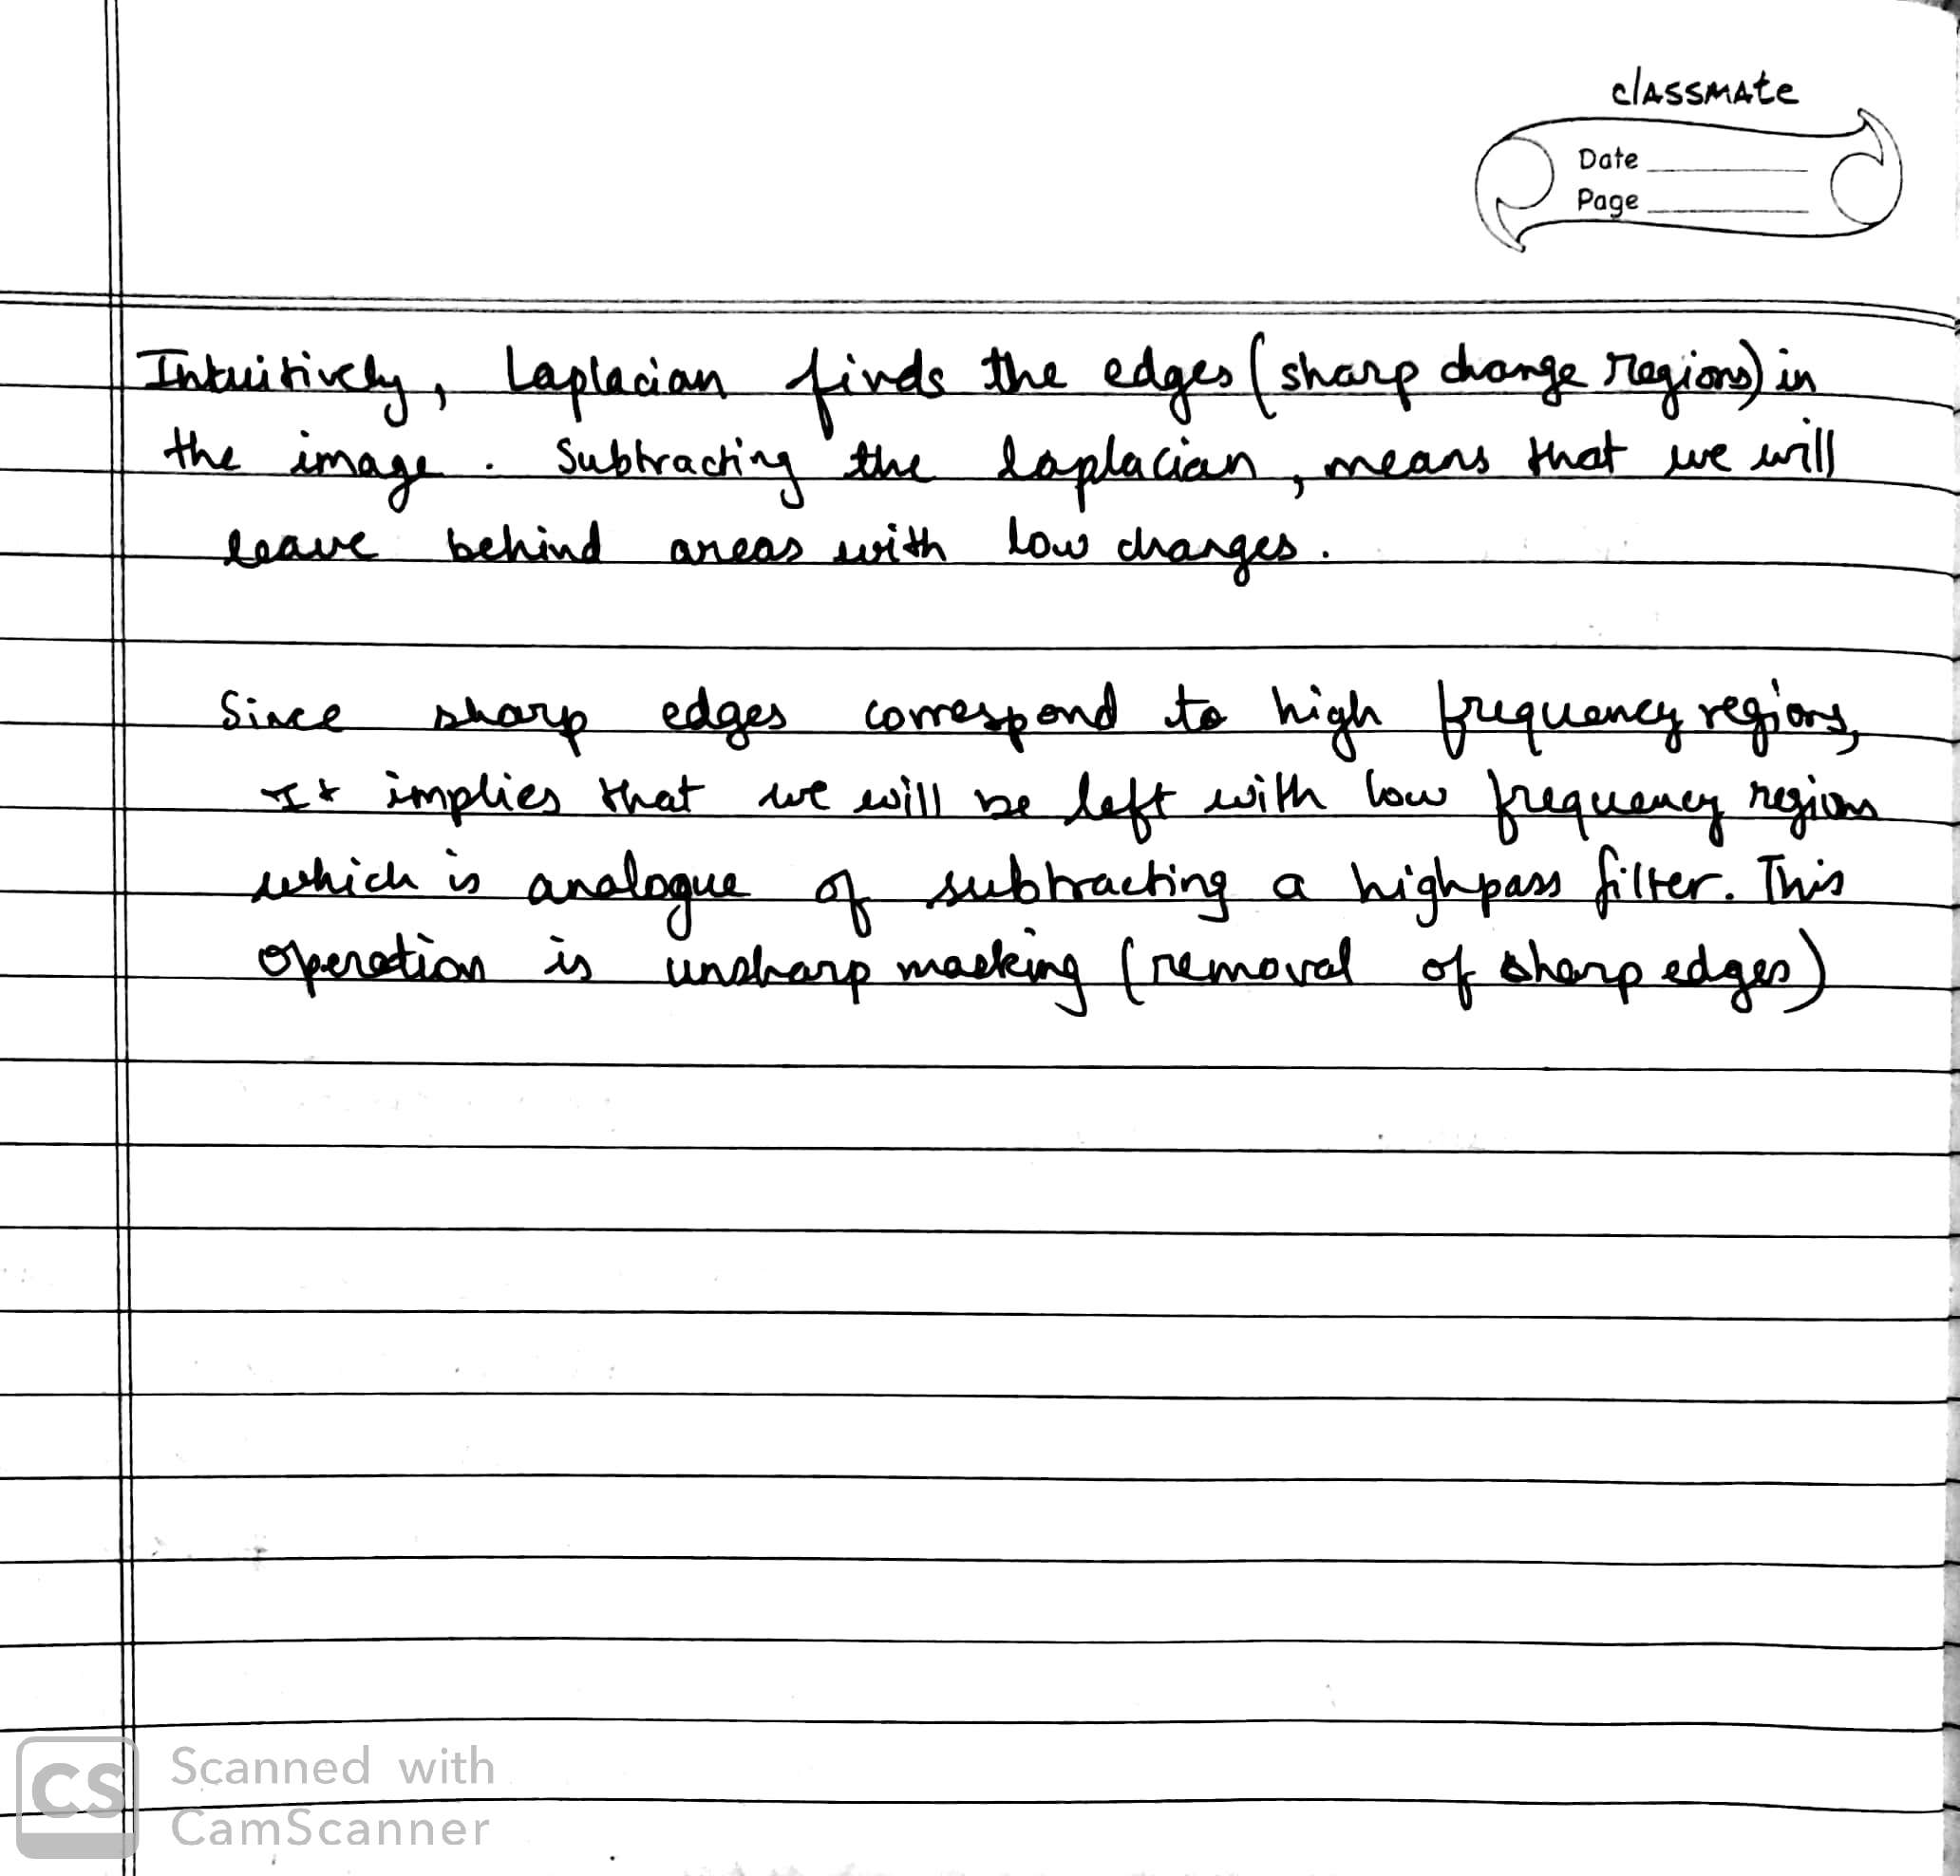 classmate
Date
Page
Intuitively, Laplacian finds the edges (sharp change regions) in
the image. Subtracting the laplacian, means that we will
leave behind areas with low changes.
Since sharp edges correspond to high frequency regions,
It implies that we will be left with low frequency regions
which is analogue of subtracting a highpass filter. This
operation is unsharp masking (removal of sharp edges)
CS
Scanned with
CamScanner